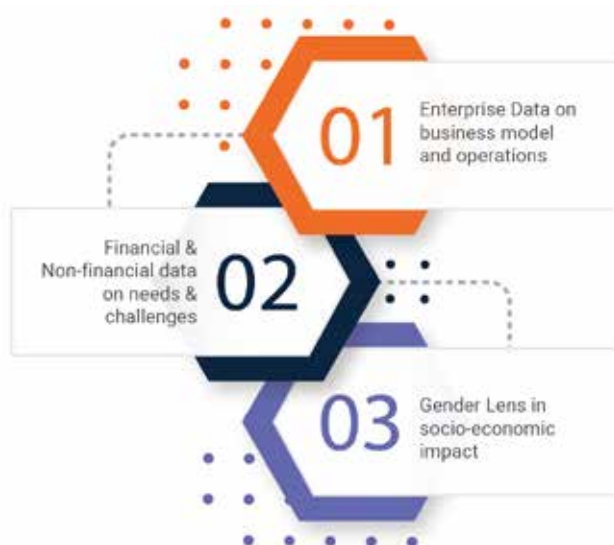 01
Enterprise Data on
business model
and operations
02
Financial &
Non-financial data
on needs &
challenges
03
Gender Lens in
socio-economic
impact